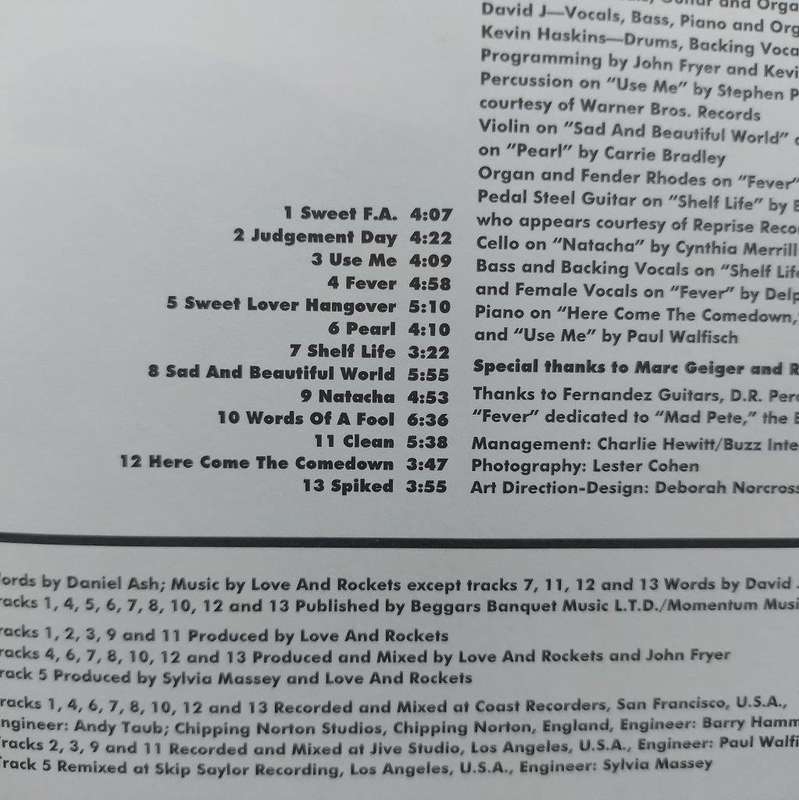 Guitar and Orga
David J—Vocals, Bass, Piano and Org
Kevin Haskins—Drums, Backing Voca
Programming by John Fryer and Kevi
Percussion on "Use Me" by Stephen P
courtesy of Warner Bros. Records
Violin on "Sad And Beautiful World"
on "Pearl" by Carrie Bradley
Organ and Fender Rhodes on "Fever"
Pedal Steel Guitar on "Shelf Life" by
who appears courtesy of Reprise Reco
Cello on "Natacha" by Cynthia Merrill
Bass and Backing Vocals on "Shelf Life
and Female Vocals on "Fever" by Delp
Piano on "Here Come The Comedown,"
and "Use Me" by Paul Walfisch
Special thanks to Marc Geiger and R
Thanks to Fernandez Guitars, D.R. Perc
"Fever" dedicated to "Mad Pete," the
Management: Charlie Hewitt/Buzz Inte
Photography: Lester Cohen
Art Direction-Design: Deborah Norcross
1 Sweet F.A. 4:07
2 Judgement Day 4:22
3 Use Me 4:09
4 Fever 4:58
5 Sweet Lover Hangover 5:10
6 Pearl 4:10
7 Shelf Life 3:22
8 Sad And Beautiful World 5:55
9 Natacha 4:53
10 Words Of A Fool 6:36
11 Clean 5:38
12 Here Come The Comedown 3:47
13 Spiked 3:55
ords by Daniel Ash; Music by Love And Rockets except tracks 7, 11, 12 and 13 Words by David
racks 1, 4, 5, 6, 7, 8, 10, 12 and 13 Published by Beggars Banquet Music L.T.D./Momentum Musi
racks 1, 2, 3, 9 and 11 Produced by Love And Rockets
racks 4, 6, 7, 8, 10, 12 and 13 Produced and Mixed by Love And Rockets and John Fryer
rack 5 Produced by Sylvia Massey and Love And Rockets
racks 1, 4, 6, 7, 8, 10, 12 and 13 Recorded and Mixed at Coast Recorders, San Francisco, U.S.A.,
ngineer: Andy Taub; Chipping Norton Studios, Chipping Norton, England, Engineer: Barry Hamm
racks 2, 3, 9 and 11 Recorded and Mixed at Jive Studio, Los Angeles, U.S.A., Engineer: Paul Walfi
rack 5 Remixed at Skip Saylor Recording, Los Angeles, U.S.A., Engineer: Sylvia Massey